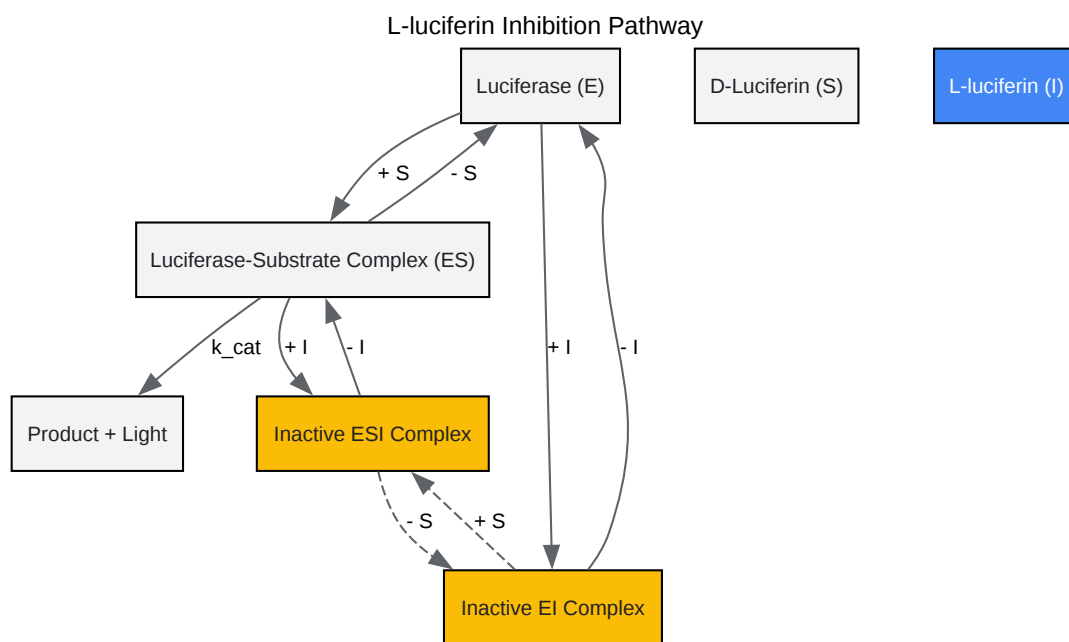 L-luciferin Inhibition Pathway
Luciferase (E)
D-Luciferin (S)
L-luciferin (I)
+ S
- S
Luciferase-Substrate Complex (ES)
k_cat
+ I
- I
+ I
- I
Product + Light
Inactive ESI Complex
- S
+ S
Inactive EI Complex